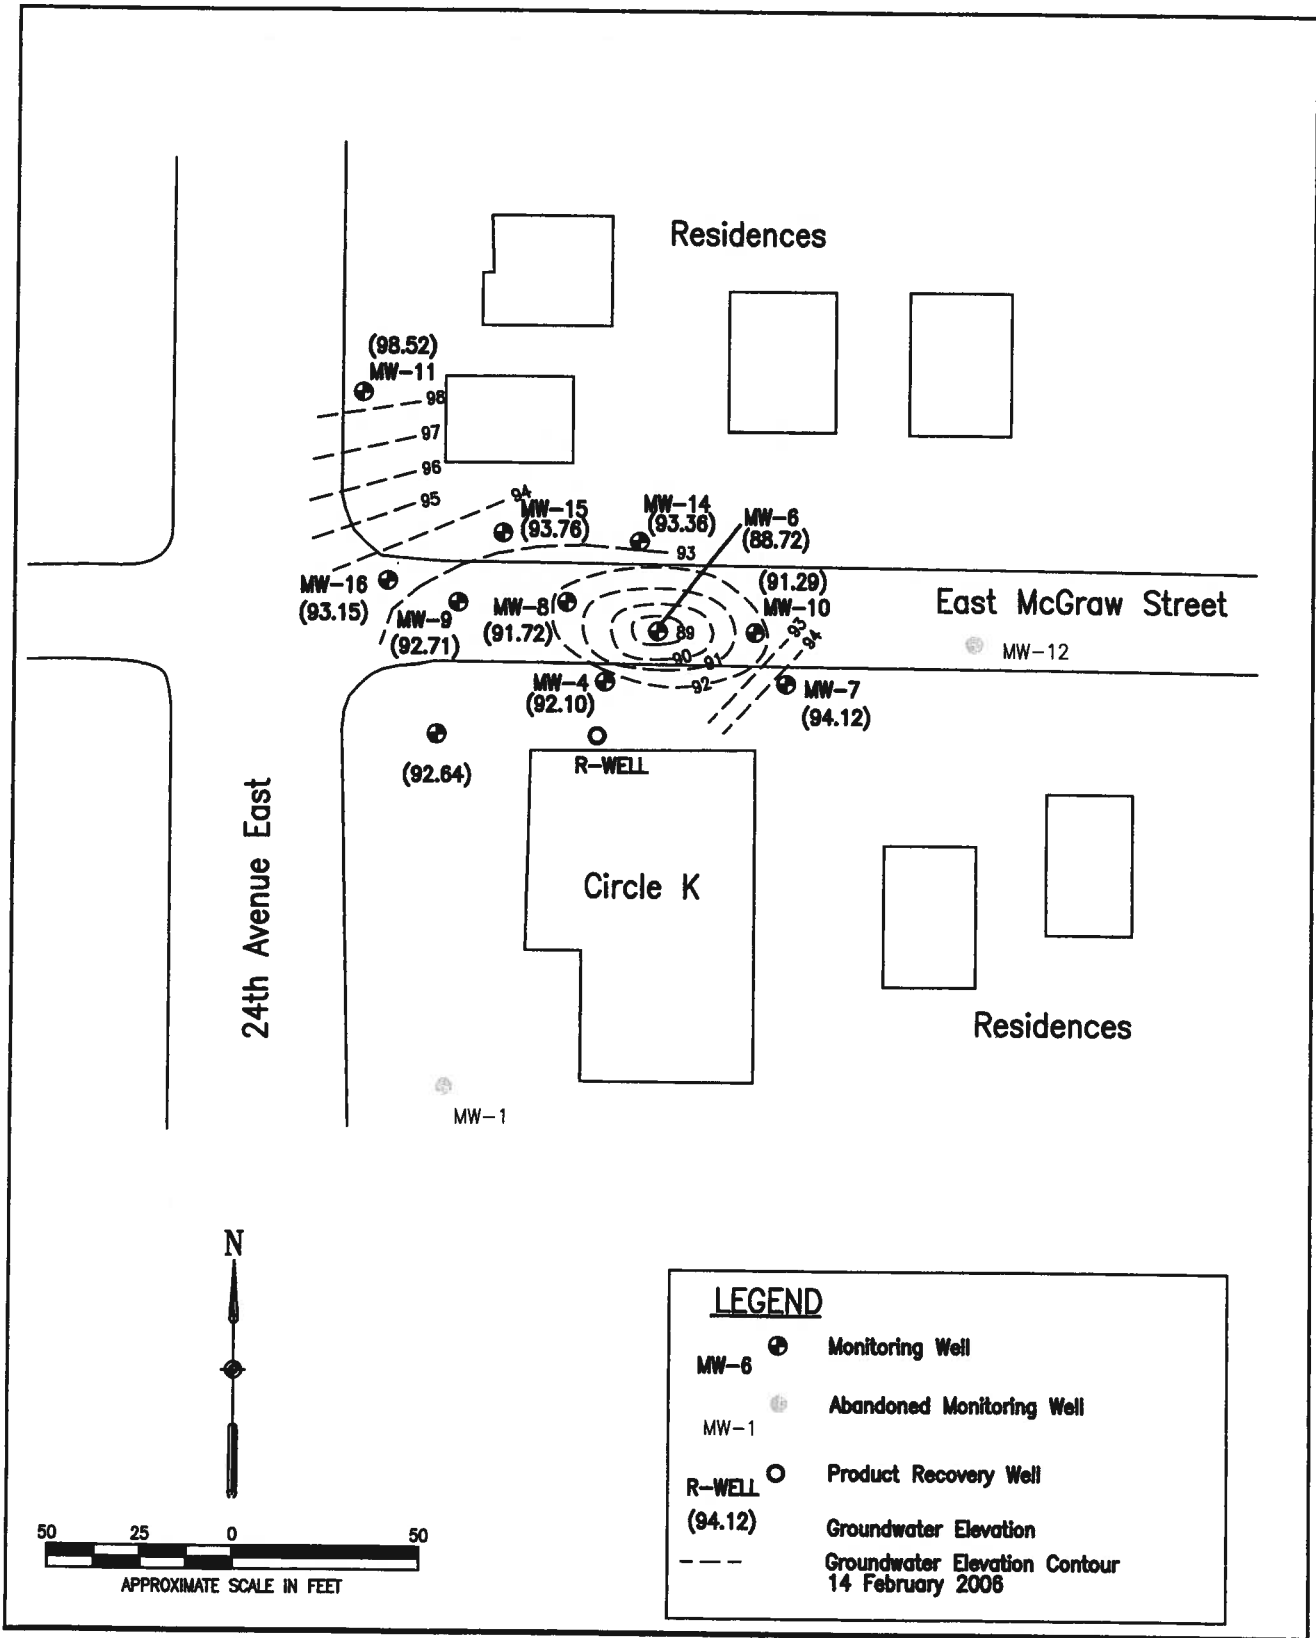 Residences
(98.52)
MW-11
98
97
96
95
94
MW-15
(93.76)
MW-14
(93.36)
MW-6
(88.72)
93
MW-16
(93.15)
MW-9
(92.71)
MW-8
(91.72)
(91.29)
MW-10
89
90
91
92
93
94
East McGraw Street
MW-12
MW-4
(92.10)
MW-7
(94.12)
(92.64)
R-WELL
24th Avenue East
Circle K
Residences
MW-1
N
50 25 0 50
APPROXIMATE SCALE IN FEET
LEGEND
MW-6 Monitoring Well
MW-1 Abandoned Monitoring Well
R-WELL Product Recovery Well
(94.12) Groundwater Elevation
Groundwater Elevation Contour
14 February 2006